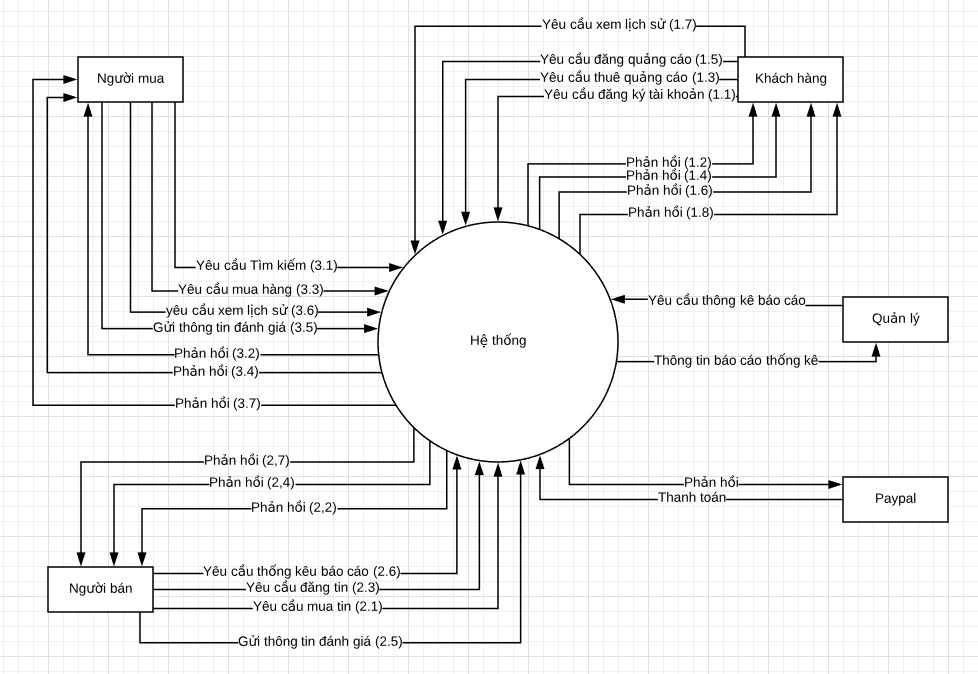 Yêu cầu xem lịch sử (1.7)
Yêu cầu đăng quảng cáo (1.5)
Yêu cầu thuê quảng cáo (1.3)
Yêu cầu đăng ký tài khoản (1.1)
Người mua
Khách hàng
Phản hồi (1.2)
Phản hồi (1.4)
Phản hồi (1.6)
Phản hồi (1.8)
Yêu cầu Tìm kiếm (3.1)
Yêu cầu mua hàng (3.3)
yêu cầu xem lịch sử (3.6)
Gửi thông tin đánh giá (3.5)
Phản hồi (3.2)
Phản hồi (3.4)
Phản hồi (3.7)
Hệ thống
Yêu cầu thông kê báo cáo
Quản lý
Thông tin báo cáo thống kê
Phản hồi (2,7)
Phản hồi (2,4)
Phản hồi (2,2)
Phản hồi
Thanh toán
Paypal
Người bán
Yêu cầu thống kêu báo cáo (2.6)
Yêu cầu đăng tin (2.3)
Yêu cầu mua tin (2.1)
Gửi thông tin đánh giá (2.5)